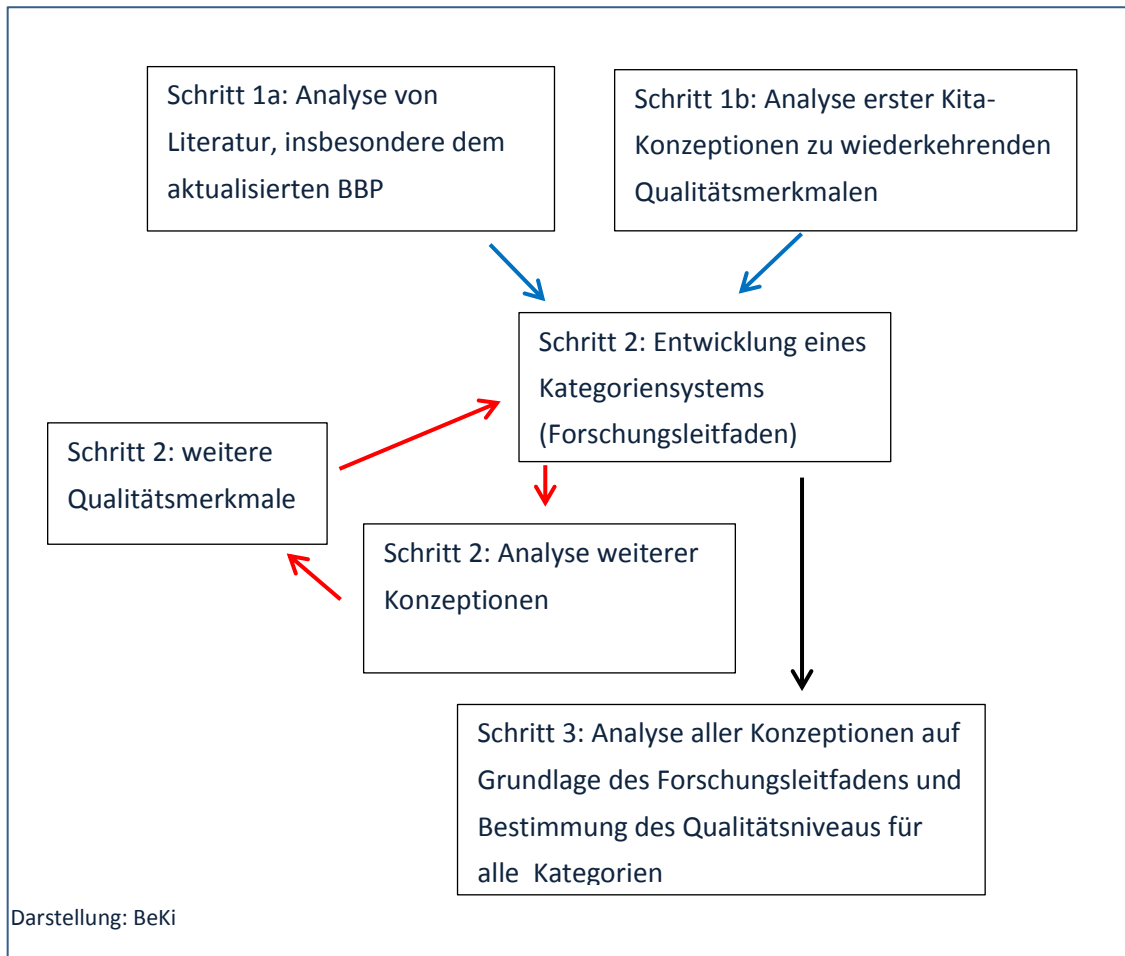 Schritt 1a: Analyse von
Literatur, insbesondere dem
aktualisierten BBP
Schritt 1b: Analyse erster Kita-
Konzeptionen zu wiederkehrenden
Qualitätsmerkmalen
Schritt 2: Entwicklung eines
Kategoriensystems
(Forschungsleitfaden)
Schritt 2: weitere
Qualitätsmerkmale
Schritt 2: Analyse weiterer
Konzeptionen
Schritt 3: Analyse aller Konzeptionen auf
Grundlage des Forschungsleitfadens und
Bestimmung des Qualitätsniveaus für
alle Kategorien
Darstellung: BeKi